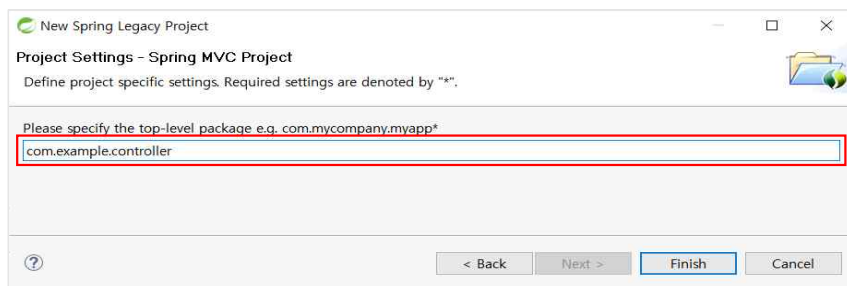 New Spring Legacy Project
Project Settings - Spring MVC Project
Define project specific settings. Required settings are denoted by "*".
Please specify the top-level package e.g. com.mycompany.myapp*
com.example.controller
?
< Back Next > Finish Cancel